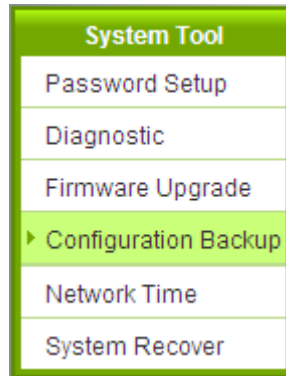 System Tool
Password Setup
Diagnostic
Firmware Upgrade
Configuration Backup
Network Time
System Recover